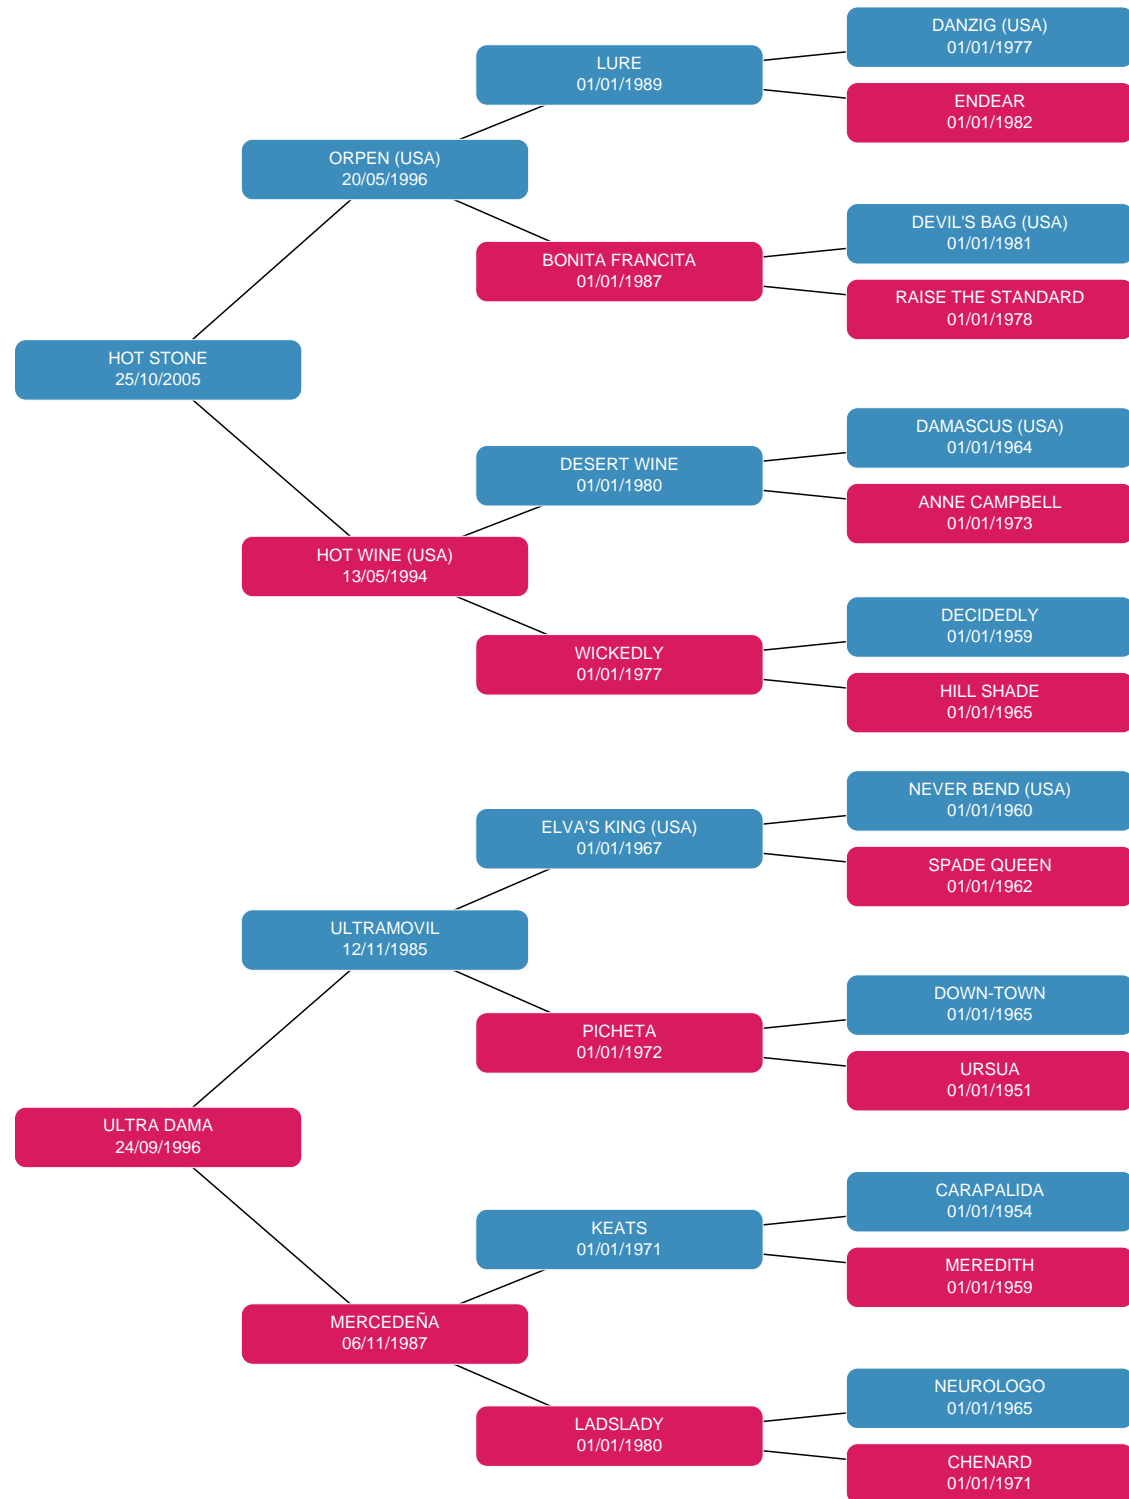 DANZIG (USA)
01/01/1977
LURE
01/01/1989
ENDEAR
01/01/1982
ORPEN (USA)
20/05/1996
DEVIL'S BAG (USA)
01/01/1981
BONITA FRANCITA
01/01/1987
RAISE THE STANDARD
01/01/1978
HOT STONE
25/10/2005
DAMASCUS (USA)
01/01/1964
DESERT WINE
01/01/1980
ANNE CAMPBELL
01/01/1973
HOT WINE (USA)
13/05/1994
DECIDEDLY
01/01/1959
WICKEDLY
01/01/1977
HILL SHADE
01/01/1965
NEVER BEND (USA)
01/01/1960
ELVA'S KING (USA)
01/01/1967
SPADE QUEEN
01/01/1962
ULTRAMOVIL
12/11/1985
DOWN-TOWN
01/01/1965
PICHETA
01/01/1972
URSUA
01/01/1951
ULTRA DAMA
24/09/1996
CARAPALIDA
01/01/1954
KEATS
01/01/1971
MEREDITH
01/01/1959
MERCEDEÑA
06/11/1987
NEUROLOGO
01/01/1965
LADSLADY
01/01/1980
CHENARD
01/01/1971